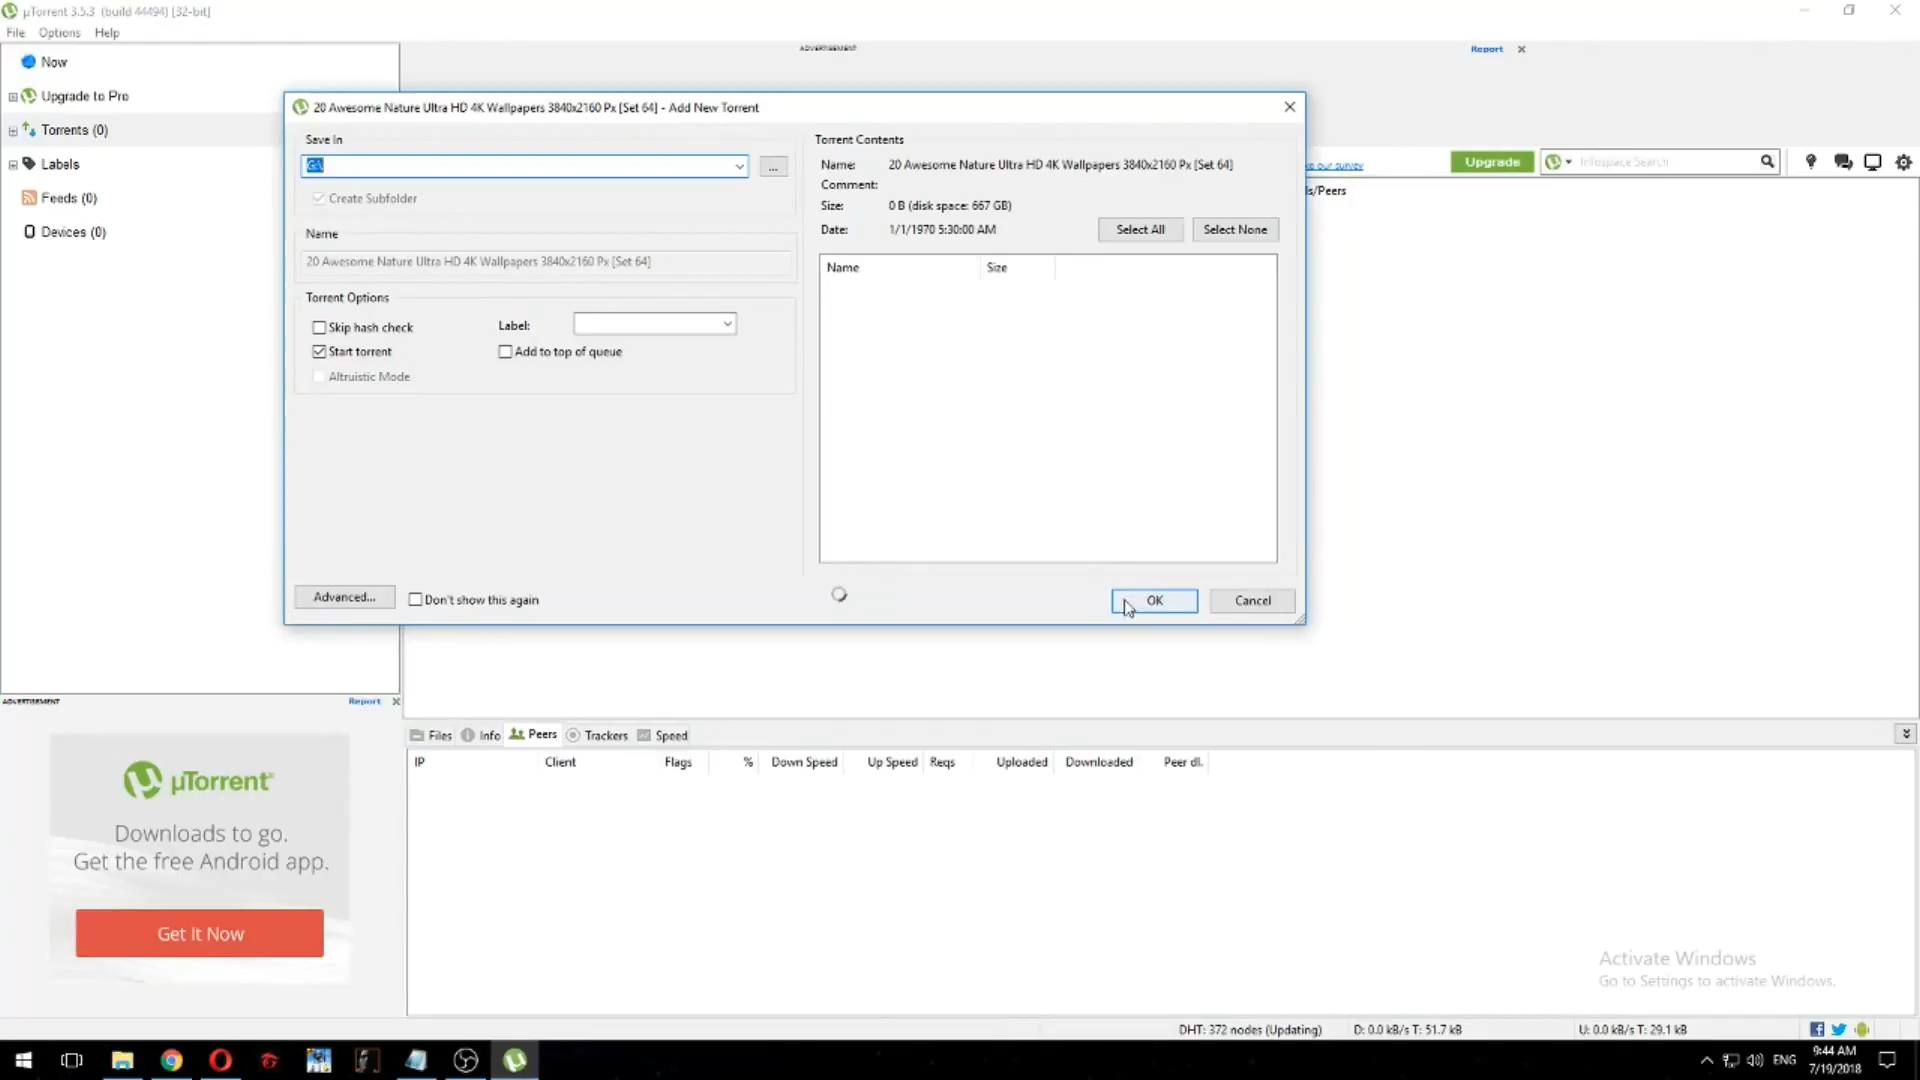 µTorrent 3.5.3 (build 44494) [32-bit]
File Options Help
Now
Upgrade to Pro
Torrents (0)
Labels
Feeds (0)
Devices (0)
ADVERTISEMENT
Report
20 Awesome Nature Ultra HD 4K Wallpapers 3840x2160 Px [Set 64] - Add New Torrent
Save In
G:\
...
Create Subfolder
Name
20 Awesome Nature Ultra HD 4K Wallpapers 3840x2160 Px [Set 64]
Torrent Options
Skip hash check
Label:
Start torrent
Add to top of queue
Altruistic Mode
Torrent Contents
Name: 20 Awesome Nature Ultra HD 4K Wallpapers 3840x2160 Px [Set 64]
Comment:
Size: 0 B (disk space: 667 GB)
Date: 1/1/1970 5:30:00 AM
Select All
Select None
Name Size
Advanced...
Don't show this again
OK
Cancel
our survey
Upgrade
Infospace Search
s/Peers
ADVERTISEMENT
Report
µTorrent
Downloads to go.
Get the free Android app.
Get It Now
Files Info Peers Trackers Speed
IP Client Flags % Down Speed Up Speed Reqs Uploaded Downloaded Peer dl.
Activate Windows
Go to Settings to activate Windows.
DHT: 372 nodes (Updating) D: 0.0 kB/s T: 51.7 kB U: 0.0 kB/s T: 29.1 kB
ENG
9:44 AM
7/19/2018